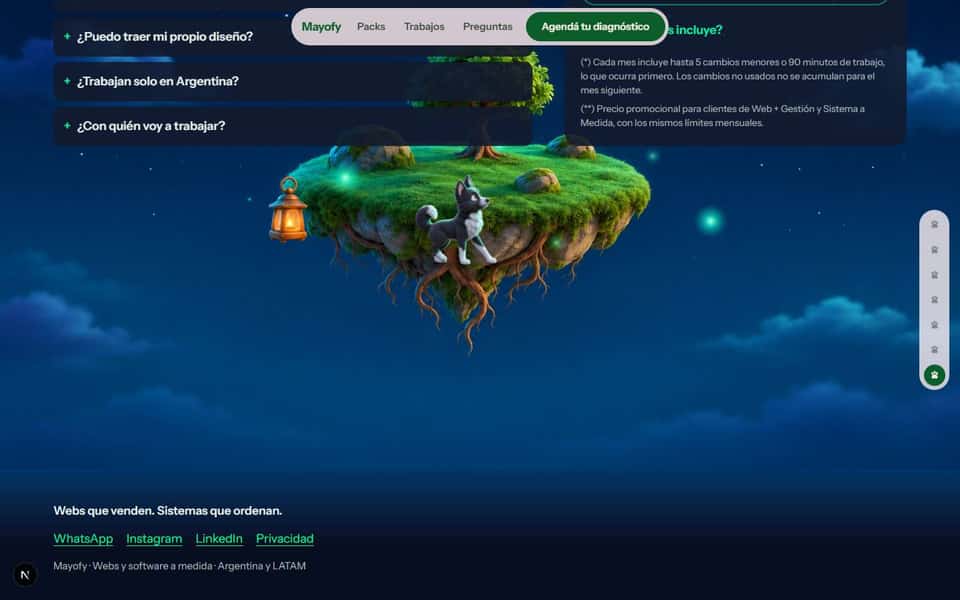 Mayofy Packs Trabajos Preguntas Agendá tu diagnóstico
+ ¿Puedo traer mi propio diseño?
+ ¿Trabajan solo en Argentina?
+ ¿Con quién voy a trabajar?
incluye?
(*) Cada mes incluye hasta 5 cambios menores o 90 minutos de trabajo,
lo que ocurra primero. Los cambios no usados no se acumulan para el
mes siguiente.
(**) Precio promocional para clientes de Web + Gestión y Sistema a
Medida, con los mismos límites mensuales.
Webs que venden. Sistemas que ordenan.
WhatsApp Instagram LinkedIn Privacidad
Mayofy · Webs y software a medida · Argentina y LATAM
N